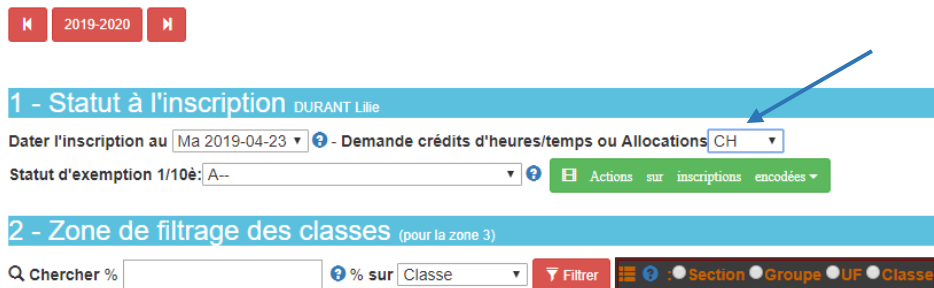 2019-2020
1 - Statut à l'inscription DURANT Lilie
Dater l'inscription au Ma 2019-04-23 - Demande crédits d'heures/temps ou Allocations CH
Statut d'exemption 1/10è: A-- Actions sur inscriptions encodées
2 - Zone de filtrage des classes (pour la zone 3)
Chercher % % sur Classe Filtrer : Section Groupe UF Classe